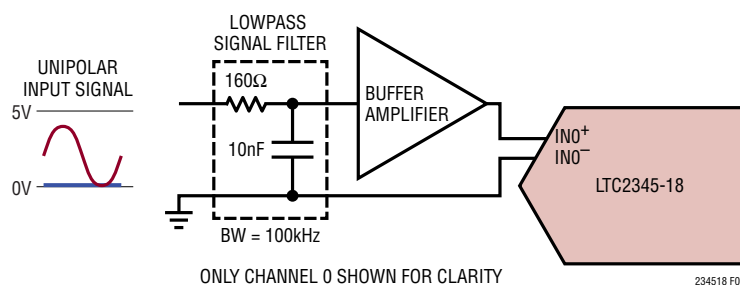 LOWPASS
SIGNAL FILTER
UNIPOLAR
INPUT SIGNAL
160Ω
BUFFER
AMPLIFIER
5V
IN0+
IN0−
10nF
LTC2345-18
0V
BW = 100kHz
ONLY CHANNEL 0 SHOWN FOR CLARITY
234518 F0